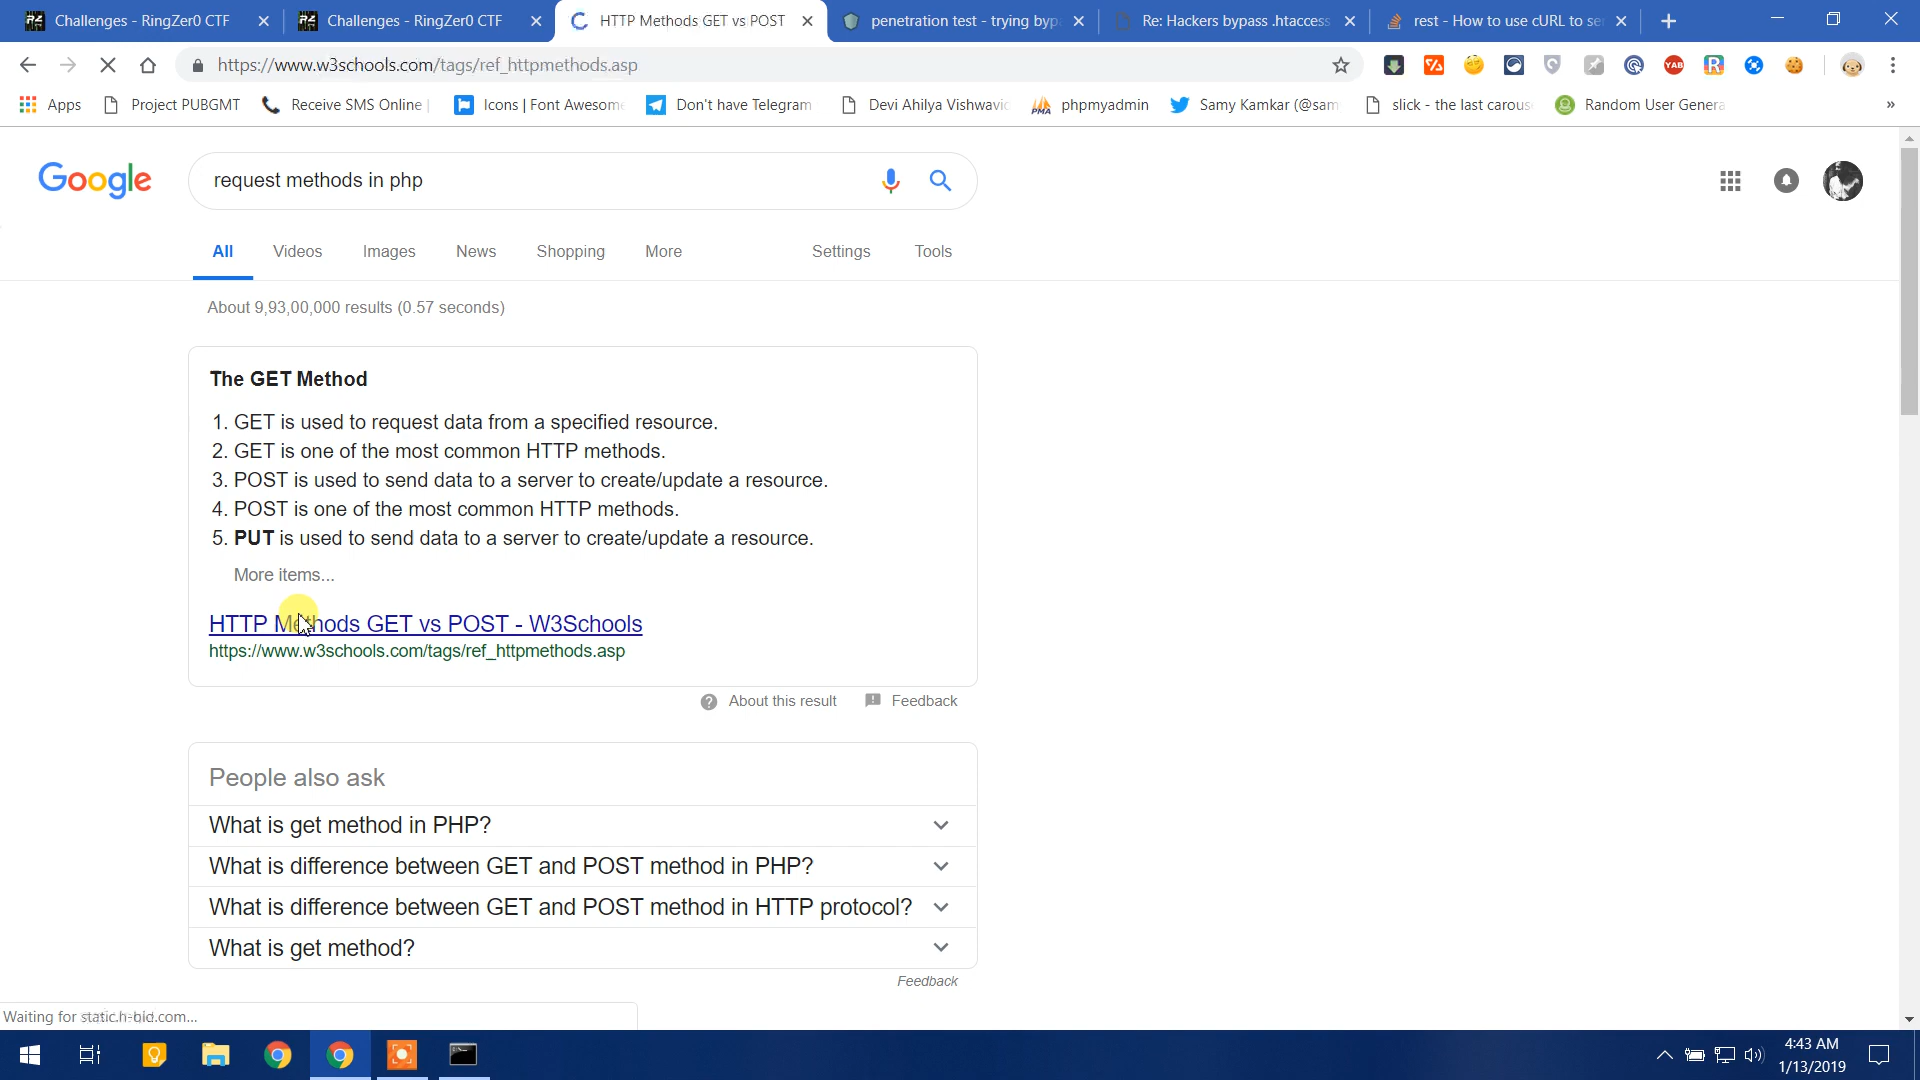 Challenges - RingZer0 CTF
Challenges - RingZer0 CTF
HTTP Methods GET vs POST
penetration test - trying byp
Re: Hackers bypass .htaccess
rest - How to use cURL to se
https://www.w3schools.com/tags/ref_httpmethods.asp
YAB
Apps
Project PUBGMT
Receive SMS Online |
Icons | Font Awesome
Don't have Telegram
Devi Ahilya Vishwavic
phpmyadmin
Samy Kamkar (@sam
slick - the last carous
Random User Genera
»
Google
request methods in php
All
Videos
Images
News
Shopping
More
Settings
Tools
About 9,93,00,000 results (0.57 seconds)
The GET Method
1. GET is used to request data from a specified resource.
2. GET is one of the most common HTTP methods.
3. POST is used to send data to a server to create/update a resource.
4. POST is one of the most common HTTP methods.
5. PUT is used to send data to a server to create/update a resource.
More items...
HTTP Methods GET vs POST - W3Schools
https://www.w3schools.com/tags/ref_httpmethods.asp
About this result
Feedback
People also ask
What is get method in PHP?
What is difference between GET and POST method in PHP?
What is difference between GET and POST method in HTTP protocol?
What is get method?
Feedback
Waiting for static.h-bid.com...
4:43 AM
1/13/2019